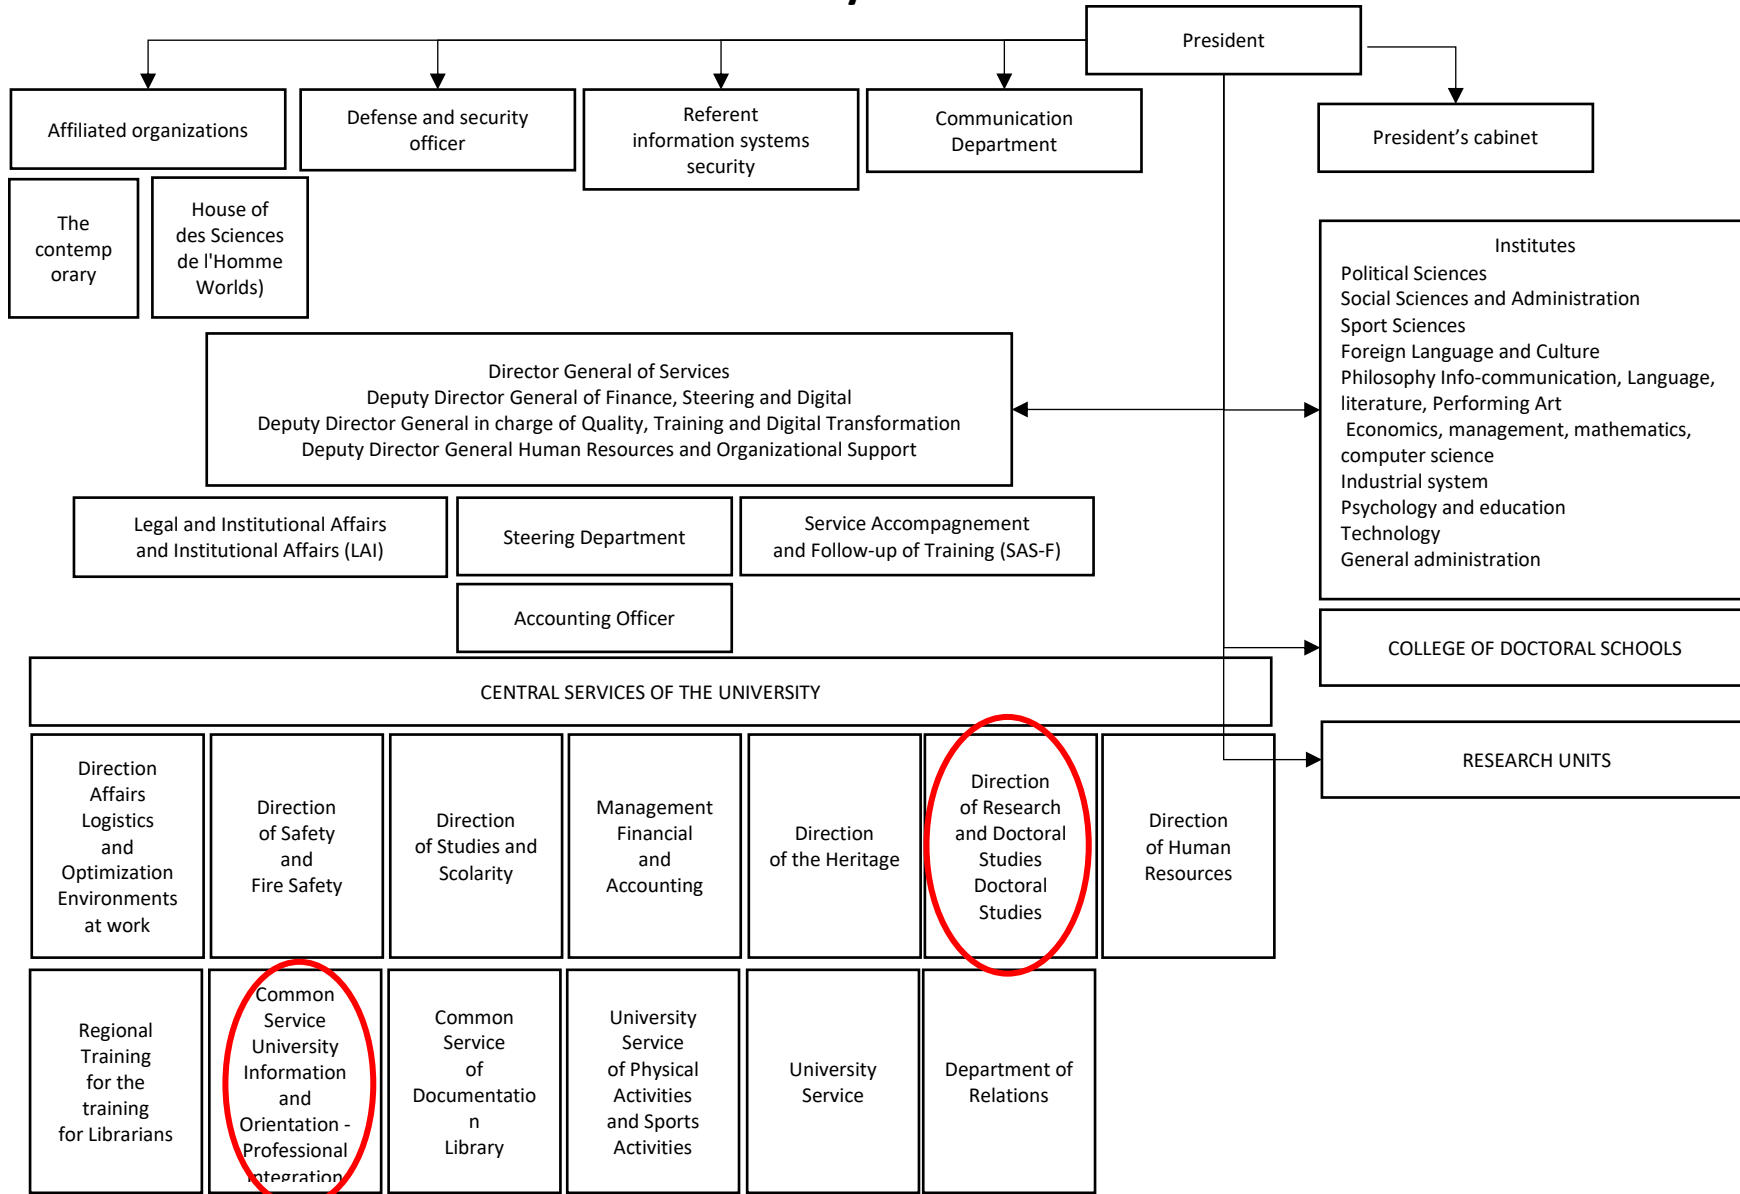 President
Affiliated organizations
Defense and security
officer
Referent
information systems
security
Communication
Department
President's cabinet
The
contemp
orary
House of
des Sciences
de l'Homme
Worlds)
Institutes
Political Sciences
Social Sciences and Administration
Sport Sciences
Foreign Language and Culture
Philosophy Info-communication, Language,
literature, Performing Art
Economics, management, mathematics,
computer science
Industrial system
Psychology and education
Technology
General administration
Director General of Services
Deputy Director General of Finance, Steering and Digital
Deputy Director General in charge of Quality, Training and Digital Transformation
Deputy Director General Human Resources and Organizational Support
Legal and Institutional Affairs
and Institutional Affairs (LAI)
Steering Department
Service Accompagnement
and Follow-up of Training (SAS-F)
Accounting Officer
COLLEGE OF DOCTORAL SCHOOLS
CENTRAL SERVICES OF THE UNIVERSITY
RESEARCH UNITS
Direction
Affairs
Logistics
and
Optimization
Environments
at work
Direction
of Safety
and
Fire Safety
Direction
of Studies and
Scolarity
Management
Financial
and
Accounting
Direction
of the Heritage
Direction
of Research
and Doctoral
Studies
Doctoral
Studies
Direction
of Human
Resources
Regional
Training
for the
training
for Librarians
Common
Service
University
Information
and
Orientation -
Professional
Integration
Common
Service
of
Documentatio
n
Library
University
Service
of Physical
Activities
and Sports
Activities
University
Service
Department of
Relations